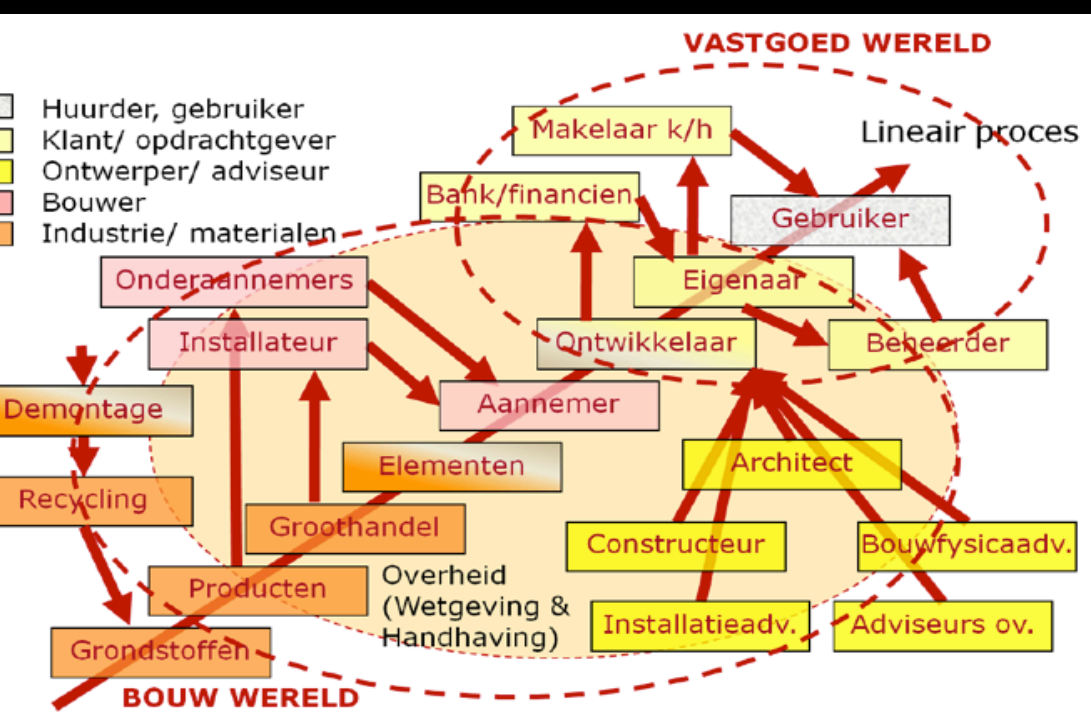 VASTGOED WERELD
Huurder, gebruiker
Klant/ opdrachtgever
Ontwerper/ adviseur
Bouwer
Industrie/ materialen
Makelaar k/h
Lineair proces
Bank/financien
Gebruiker
Onderaannemers
Eigenaar
Installateur
Ontwikkelaar
Beheerder
Demontage
Aannemer
Elementen
Architect
Recycling
Groothandel
Constructeur
Bouwfysicaadv.
Producten
Overheid
(Wetgeving &
Handhaving)
Installatieadv.
Adviseurs ov.
Grondstoffen
BOUW WERELD